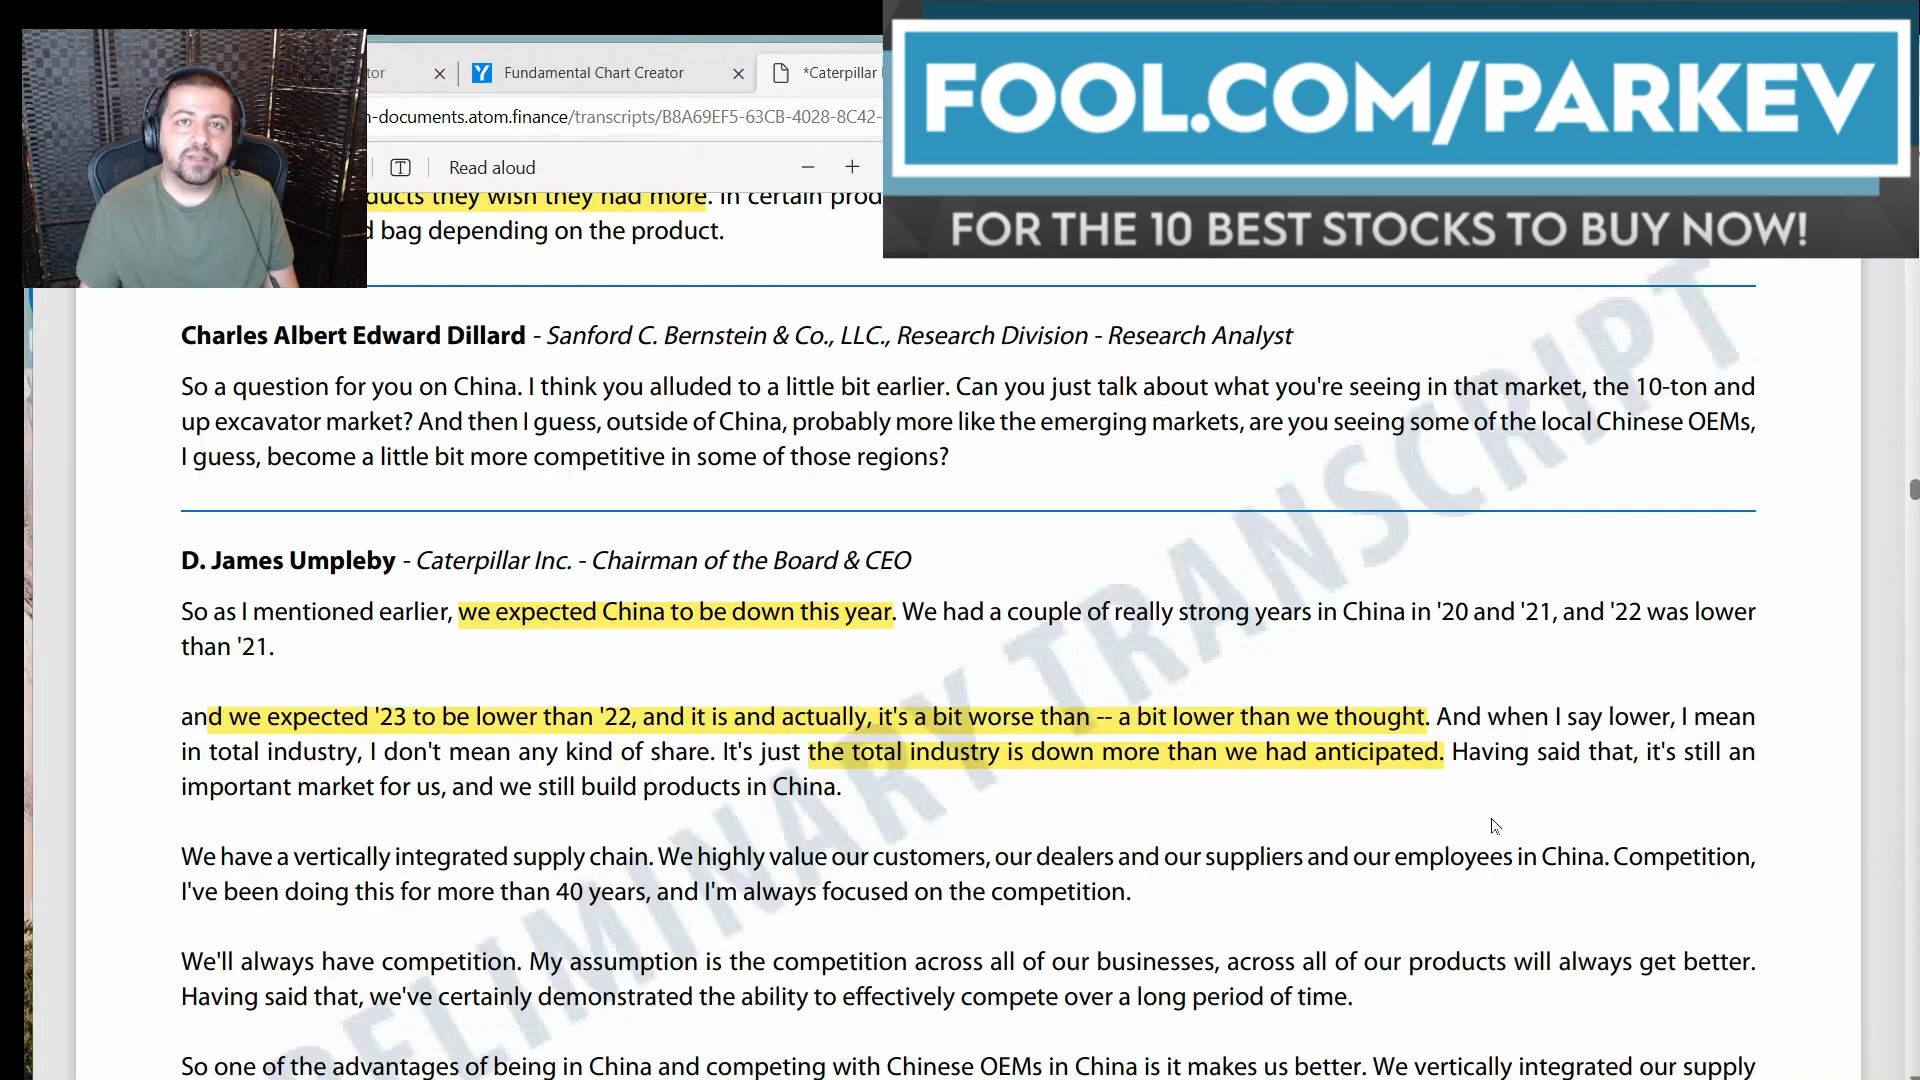 tor
Fundamental Chart Creator
*Caterpillar
FOOL.COM/PARKEV
FOR THE 10 BEST STOCKS TO BUY NOW!
n-documents.atom.finance/transcripts/B8A69EF5-63CB-4028-8C42-
Read aloud
ducts they wish they had more. In certain prod
d bag depending on the product.
Charles Albert Edward Dillard - Sanford C. Bernstein & Co., LLC., Research Division - Research Analyst
So a question for you on China. I think you alluded to a little bit earlier. Can you just talk about what you're seeing in that market, the 10-ton and
up excavator market? And then I guess, outside of China, probably more like the emerging markets, are you seeing some of the local Chinese OEMs,
I guess, become a little bit more competitive in some of those regions?
D. James Umpleby - Caterpillar Inc. - Chairman of the Board & CEO
So as I mentioned earlier, we expected China to be down this year. We had a couple of really strong years in China in '20 and '21, and '22 was lower
than '21.
and we expected '23 to be lower than '22, and it is and actually, it's a bit worse than -- a bit lower than we thought. And when I say lower, I mean
in total industry, I don't mean any kind of share. It's just the total industry is down more than we had anticipated. Having said that, it's still an
important market for us, and we still build products in China.
We have a vertically integrated supply chain. We highly value our customers, our dealers and our suppliers and our employees in China. Competition,
I've been doing this for more than 40 years, and I'm always focused on the competition.
We'll always have competition. My assumption is the competition across all of our businesses, across all of our products will always get better.
Having said that, we've certainly demonstrated the ability to effectively compete over a long period of time.
So one of the advantages of being in China and competing with Chinese OEMs in China is it makes us better. We vertically integrated our supply
ELIMINARY TRANSCRIPT